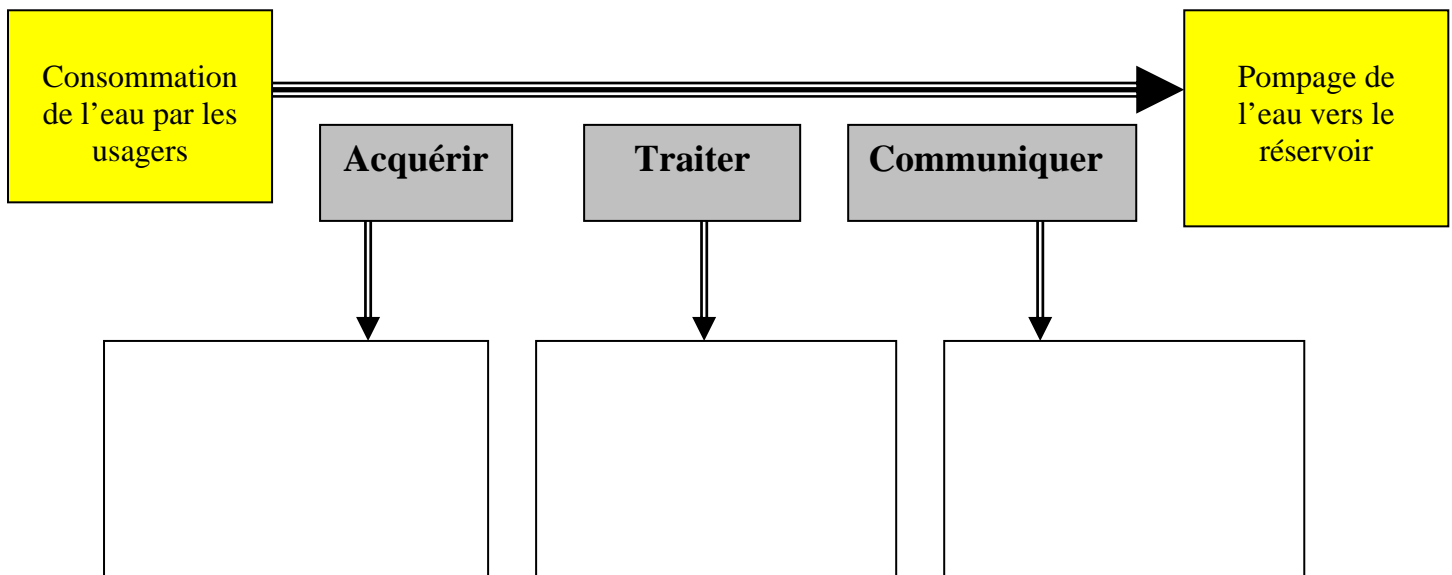 Consommation
de l’eau par les
usagers
Pompage de
l’eau vers le
réservoir
Acquérir
Traiter
Communiquer